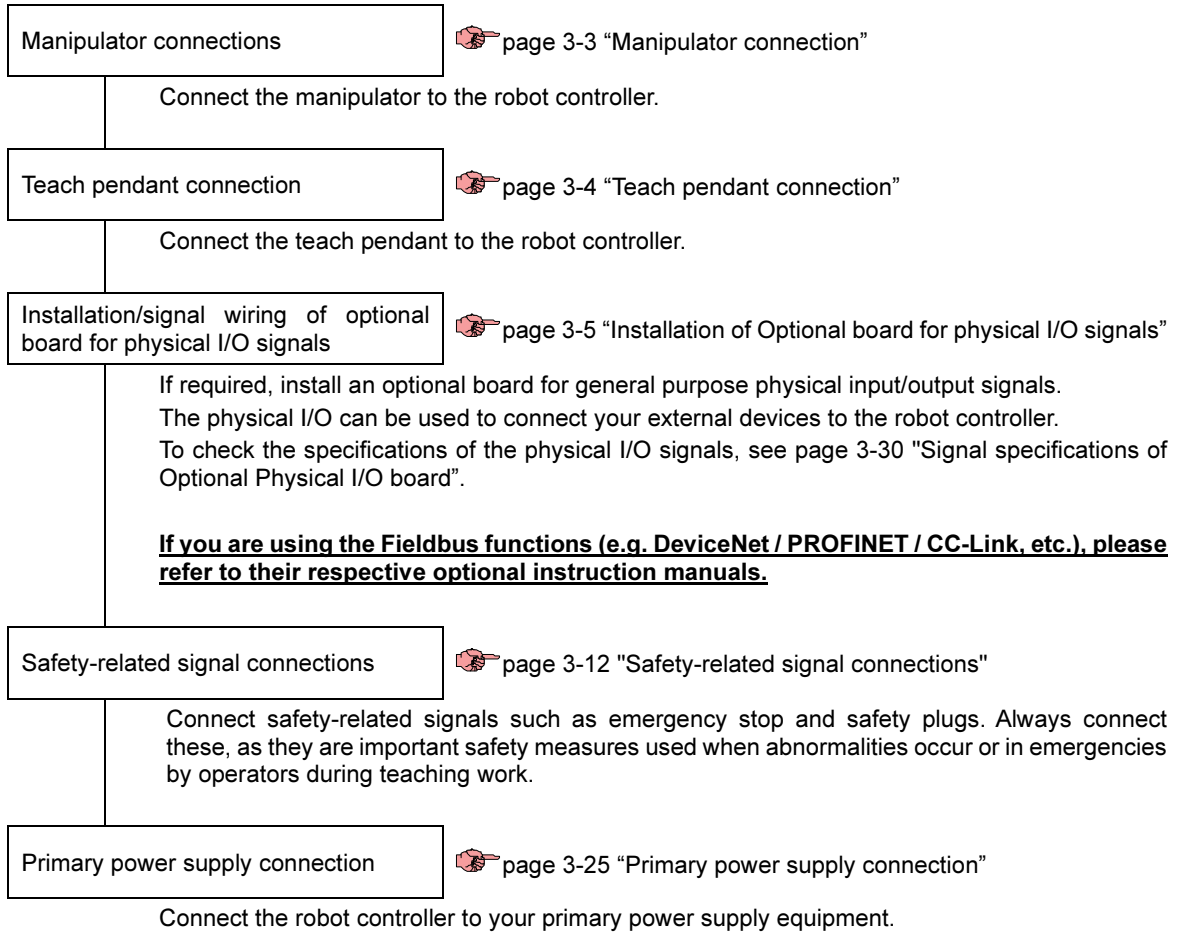 Manipulator connections
page 3-3 “Manipulator connection”
Connect the manipulator to the robot controller.
Teach pendant connection
page 3-4 “Teach pendant connection”
Connect the teach pendant to the robot controller.
Installation/signal wiring of optional
board for physical I/O signals
page 3-5 “Installation of Optional board for physical I/O signals”
If required, install an optional board for general purpose physical input/output signals.
The physical I/O can be used to connect your external devices to the robot controller.
To check the specifications of the physical I/O signals, see page 3-30 "Signal specifications of
Optional Physical I/O board”.
If you are using the Fieldbus functions (e.g. DeviceNet / PROFINET / CC-Link, etc.), please
refer to their respective optional instruction manuals.
Safety-related signal connections
page 3-12 "Safety-related signal connections"
Connect safety-related signals such as emergency stop and safety plugs. Always connect
these, as they are important safety measures used when abnormalities occur or in emergencies
by operators during teaching work.
Primary power supply connection
page 3-25 “Primary power supply connection”
Connect the robot controller to your primary power supply equipment.